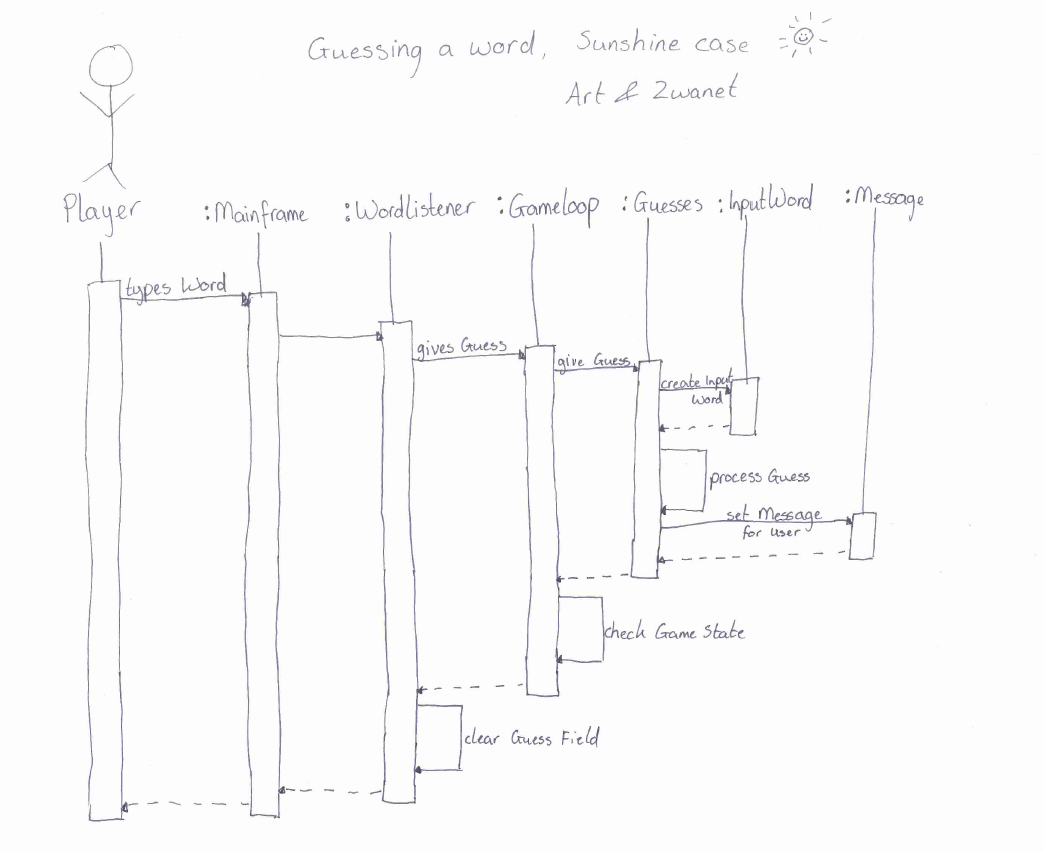 Guessing a word, Sunshine case
Art & Zwanet
Player :Mainframe :Wordlistener :Gameloop :Guesses :InputWord :Message
types Word
gives Guess
give Guess
create Input
Word
process Guess
set Message
for user
check Game State
clear Guess Field